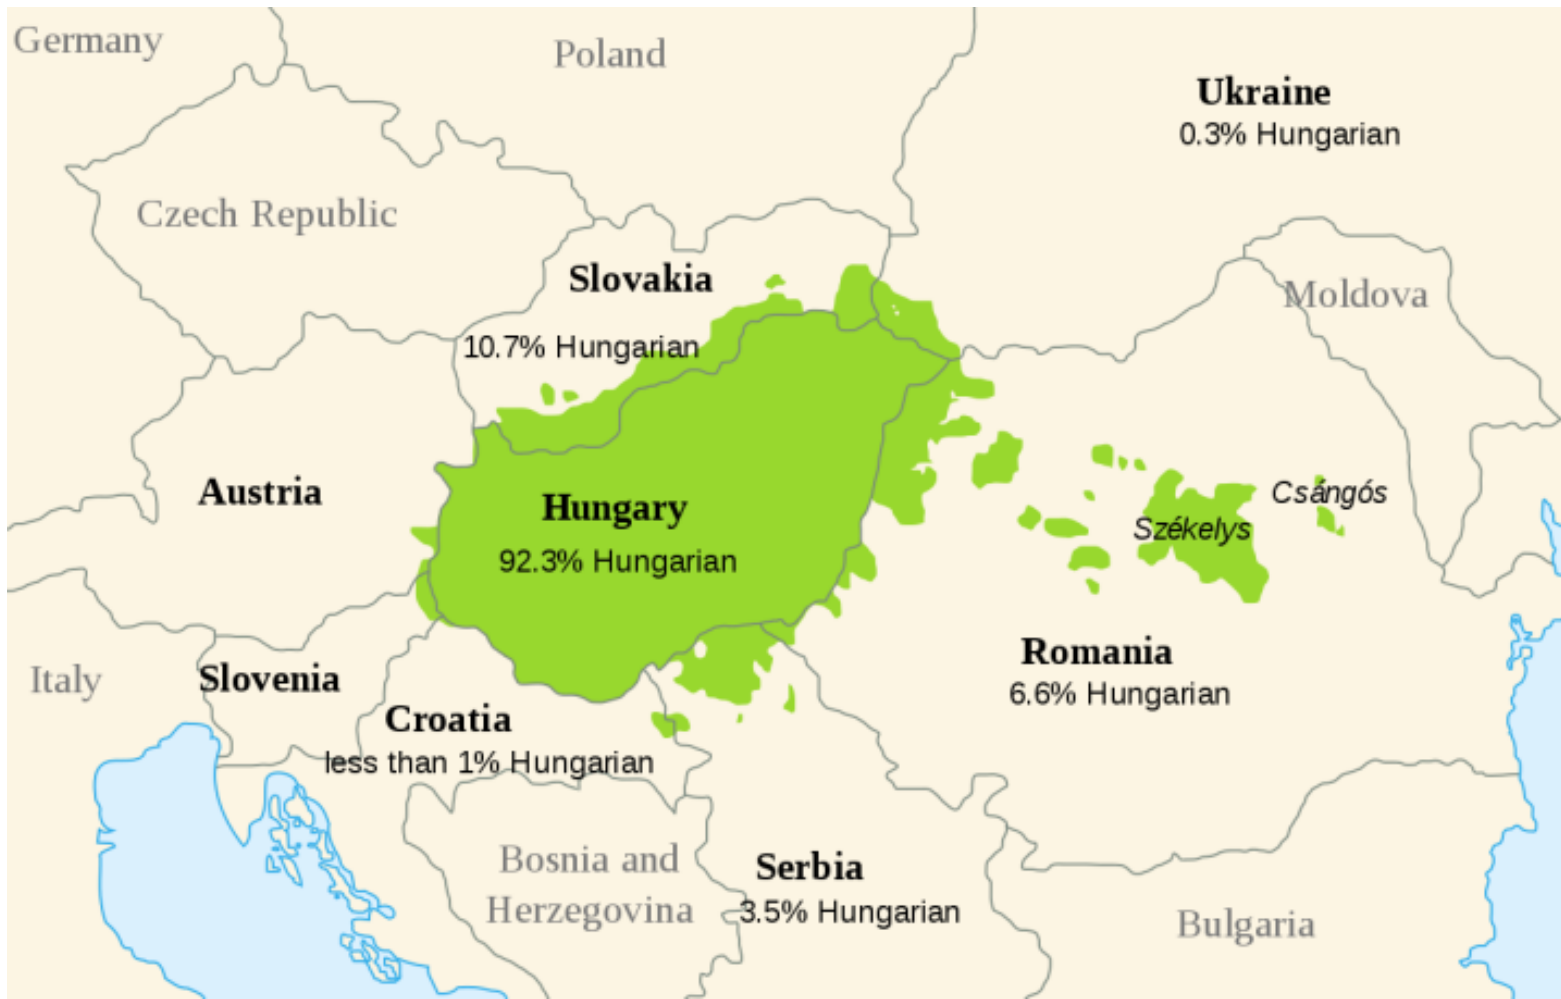 Germany
Poland
Ukraine
0.3% Hungarian
Czech Republic
Slovakia
Moldova
10.7% Hungarian
Austria
Hungary
92.3% Hungarian
Csángós
Székelys
Romania
6.6% Hungarian
Italy
Slovenia
Croatia
less than 1% Hungarian
Bosnia and
Herzegovina
Serbia
3.5% Hungarian
Bulgaria